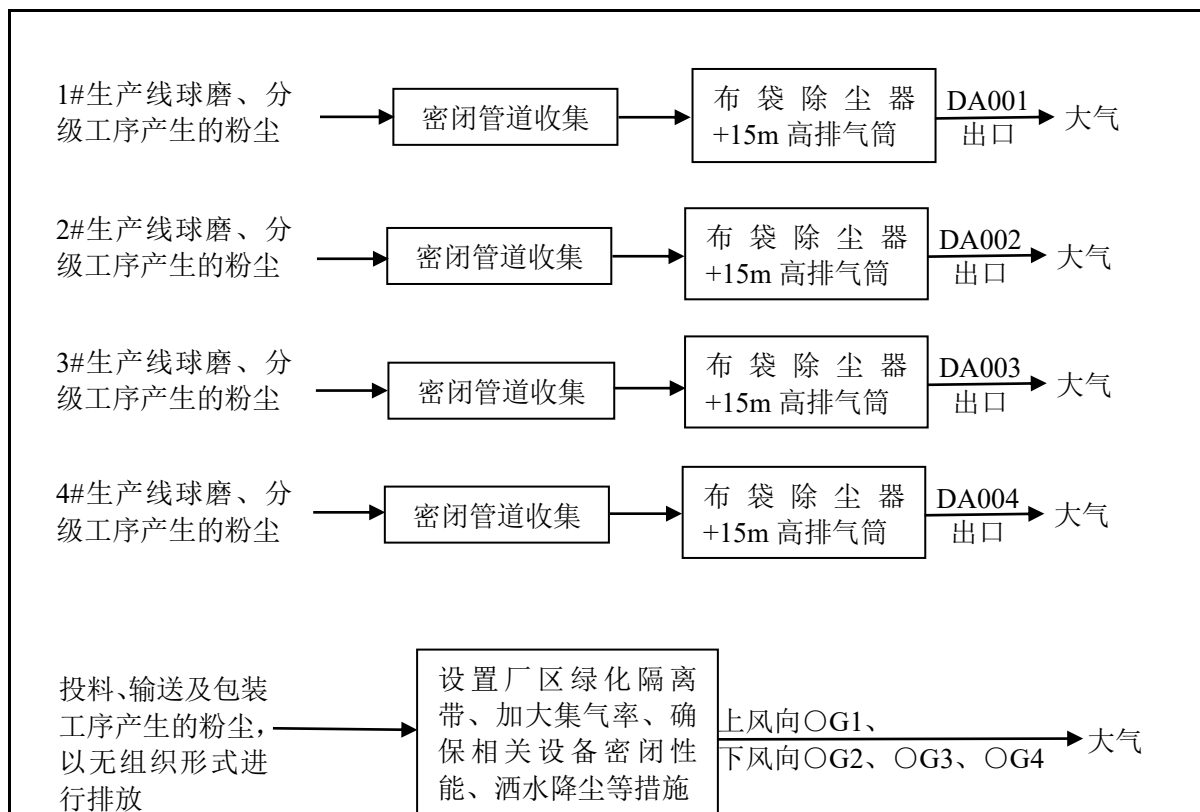 1#生产线球磨、分
级工序产生的粉尘
密闭管道收集
布袋除尘器
+15m 高排气筒
DA001
出口
大气
2#生产线球磨、分
级工序产生的粉尘
密闭管道收集
布袋除尘器
+15m 高排气筒
DA002
出口
大气
3#生产线球磨、分
级工序产生的粉尘
密闭管道收集
布袋除尘器
+15m 高排气筒
DA003
出口
大气
4#生产线球磨、分
级工序产生的粉尘
密闭管道收集
布袋除尘器
+15m 高排气筒
DA004
出口
大气
投料、输送及包装
工序产生的粉尘，
以无组织形式进
行排放
设置厂区绿化隔离
带、加大集气率、确
保相关设备密闭性
能、洒水降尘等措施
上风向〇G1、
下风向〇G2、〇G3、〇G4
大气